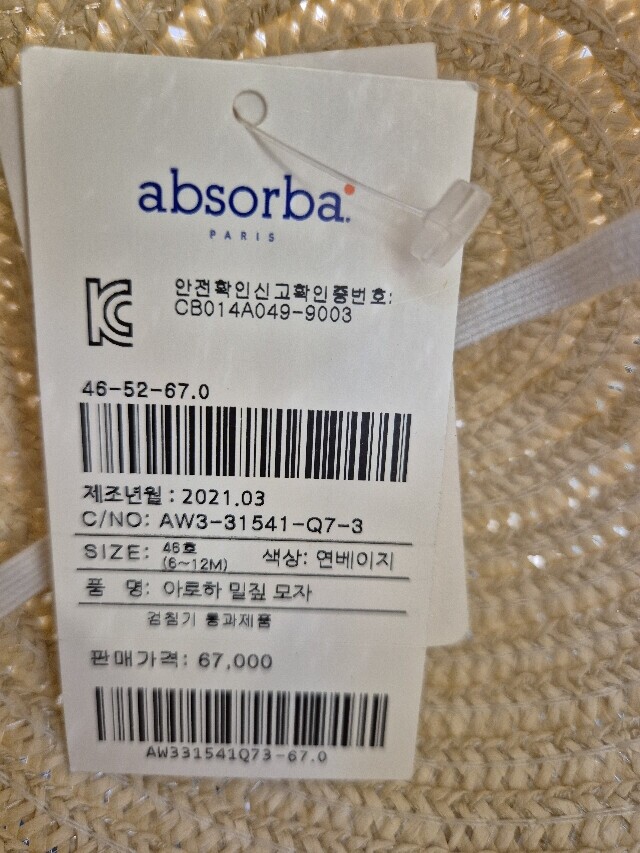 absorba.
PARIS
안전확인신고확인증번호:
CB014A049-9003
46-52-67.0
제조년월 : 2021.03
C/NO: AW3-31541-Q7-3
SIZE: 46호 (6~12M) 색상: 연베이지
품 명: 아로하 밀짚 모자
검침기 통과제품
판매가격: 67,000
AW331541Q73-67.0